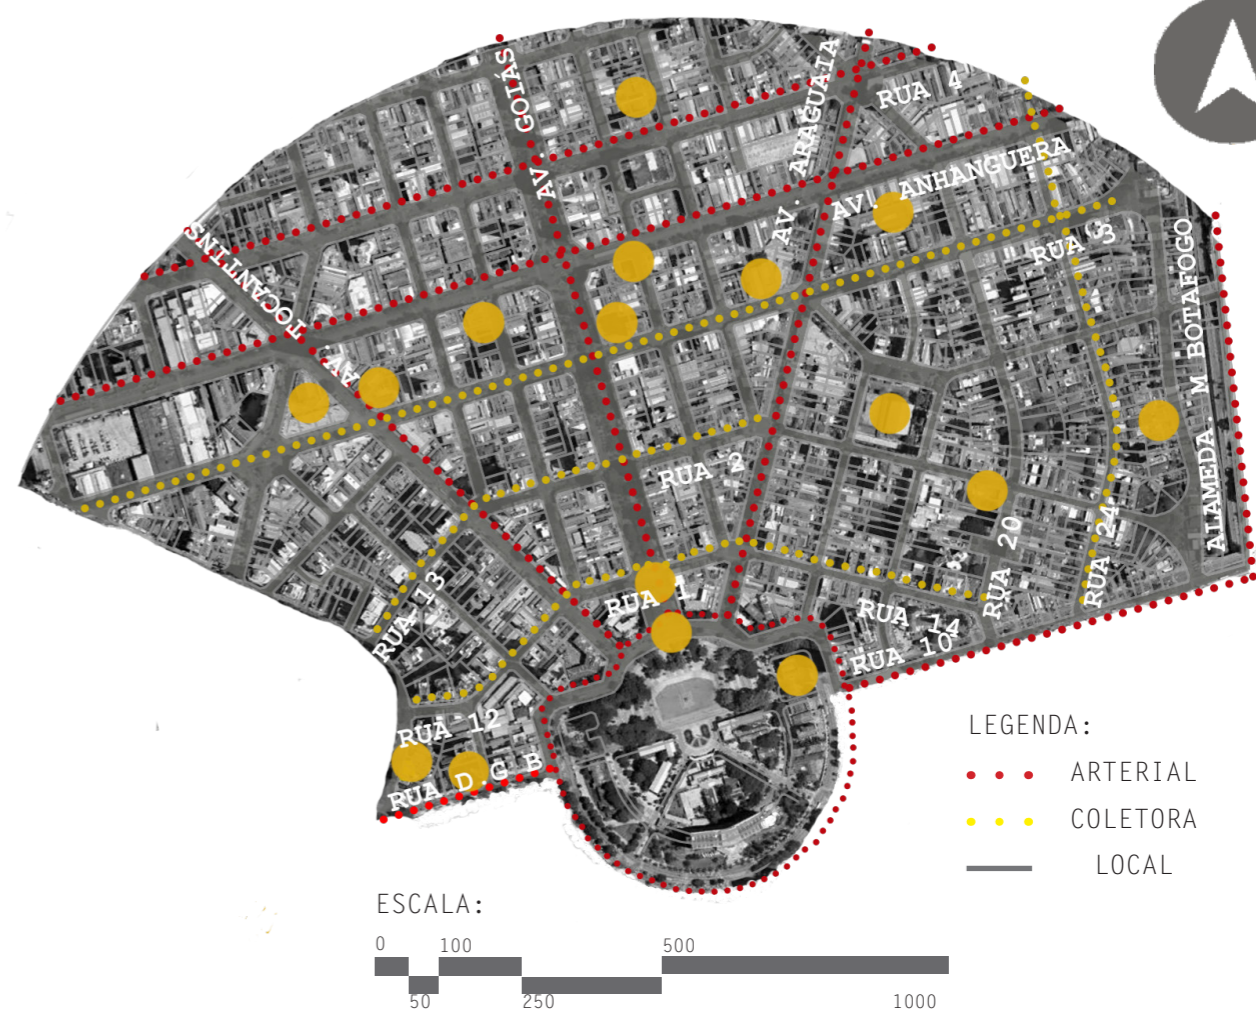 AV. GOIÁS
AV. ARAGUAIA
RUA 4
AV. ANHANGUERA
RUA 3
AV. TOCANTINS
ALAMEDA M BOTAFOGO
RUA 2
RUA 20
RUA 24
RUA 13
RUA 1
RUA 14
RUA 10
RUA 12
RUA D.G B
LEGENDA:
ARTERIAL
COLETORA
LOCAL
ESCALA:
0 100 500
50 250 1000